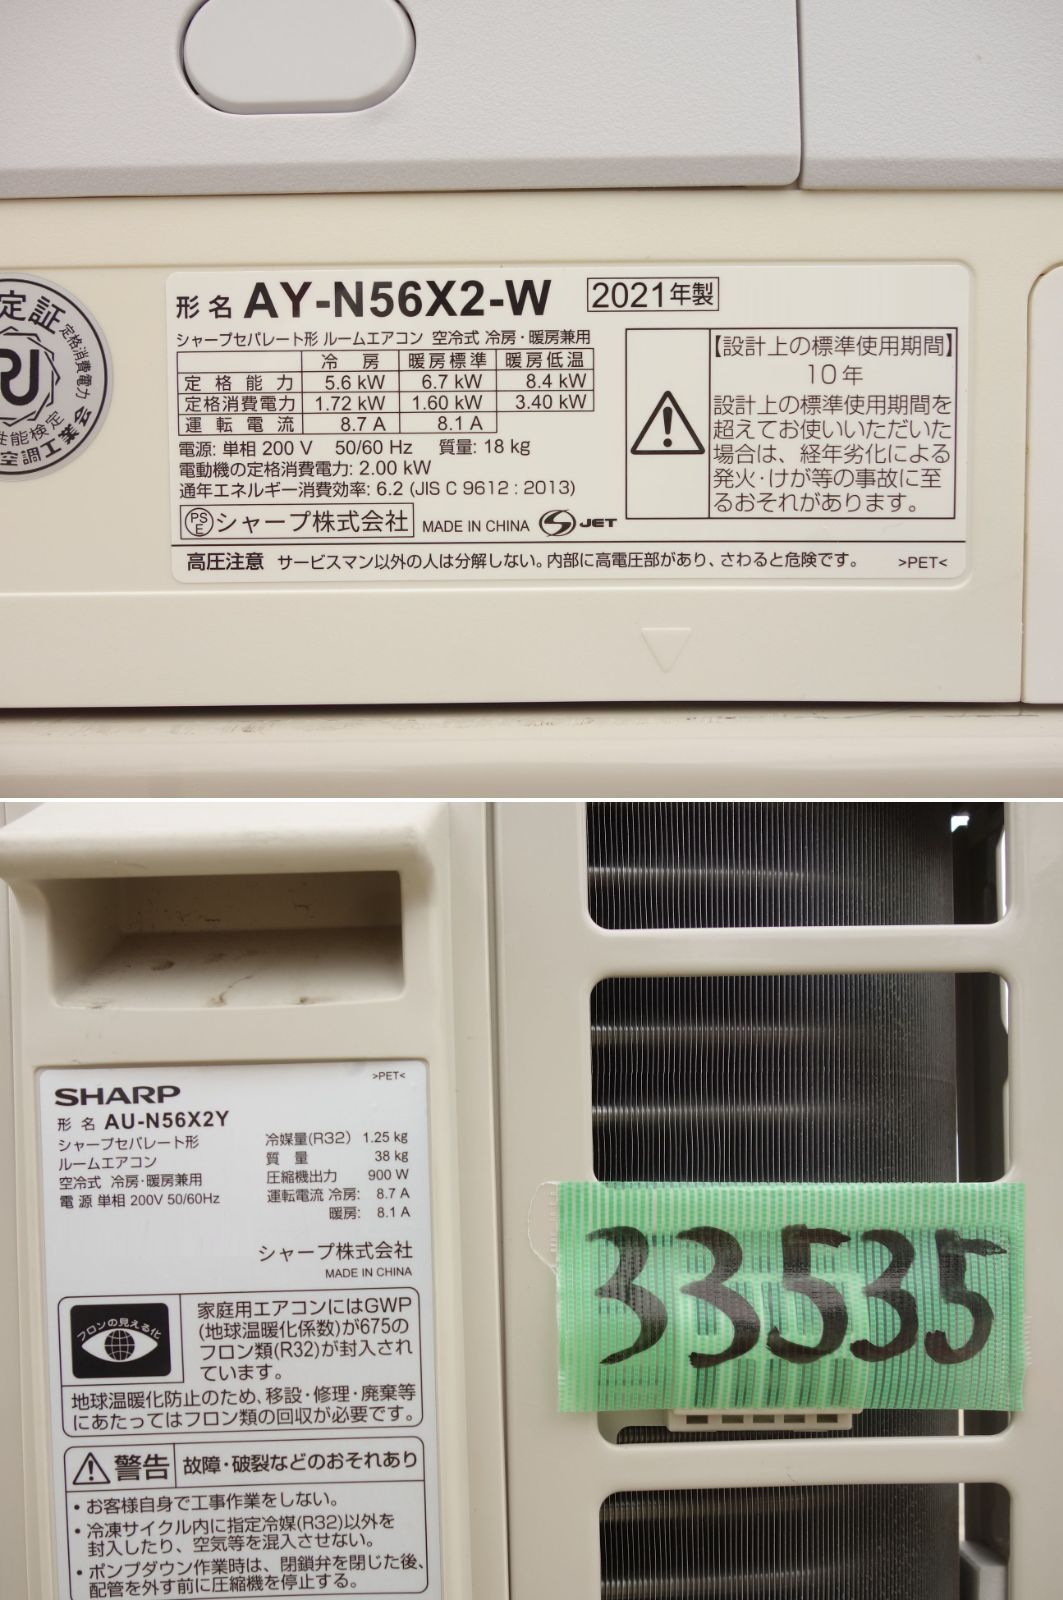 定証
定格消費電力
性能検定
空調工業会
形名 AY-N56X2-W 2021年製
シャープセパレート形 ルームエアコン 空冷式 冷房・暖房兼用
冷房 暖房標準 暖房低温
定格能力 5.6 kW 6.7 kW 8.4 kW
定格消費電力 1.72 kW 1.60 kW 3.40 kW
運転電流 8.7 A 8.1 A
電源: 単相 200 V 50/60 Hz 質量: 18 kg
電動機の定格消費電力: 2.00 kW
通年エネルギー消費効率: 6.2 (JIS C 9612 : 2013)
PSE シャープ株式会社 MADE IN CHINA S JET
【設計上の標準使用期間】
10年
設計上の標準使用期間を
超えてお使いいただいた
場合は、経年劣化による
発火・けが等の事故に至
るおそれがあります。
高圧注意 サービスマン以外の人は分解しない。内部に高電圧部があり、さわると危険です。 >PET<
>PET<
SHARP
形名 AU-N56X2Y
シャープセパレート形
ルームエアコン
空冷式 冷房・暖房兼用
電源 単相 200V 50/60Hz
冷媒量(R32) 1.25 kg
質量 38 kg
圧縮機出力 900 W
運転電流 冷房: 8.7 A
暖房: 8.1 A
シャープ株式会社
MADE IN CHINA
フロンの見える化
家庭用エアコンにはGWP
(地球温暖化係数)が675の
フロン類(R32)が封入され
ています。
地球温暖化防止のため、移設・修理・廃棄等
にあたってはフロン類の回収が必要です。
警告 故障・破裂などのおそれあり
・お客様自身で工事作業をしない。
・冷凍サイクル内に指定冷媒(R32)以外を
封入したり、空気等を混入させない。
・ポンプダウン作業時は、閉鎖弁を閉じた後、
配管を外す前に圧縮機を停止する。
33535